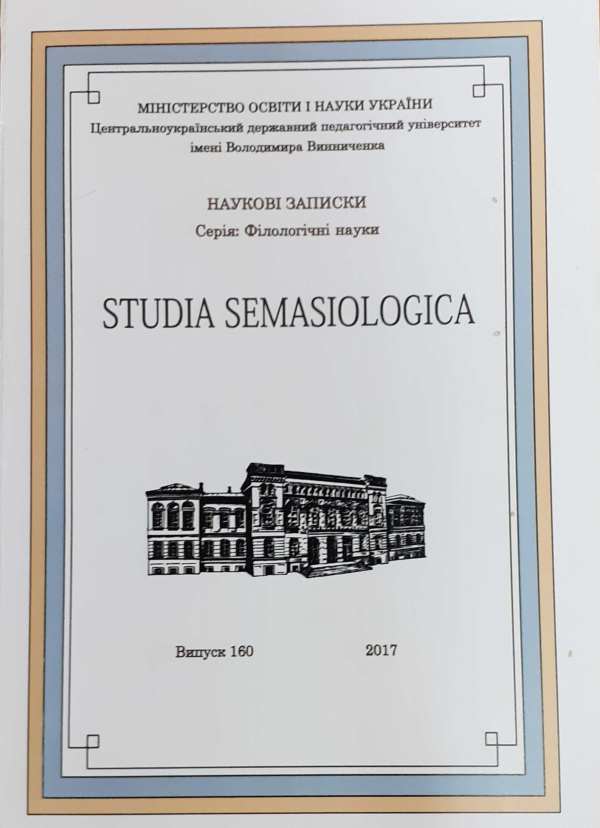 МІНІСТЕРСТВО ОСВІТИ І НАУКИ УКРАЇНИ
Центральноукраїнський державний педагогічний університет
імені Володимира Винниченка
НАУКОВІ ЗАПИСКИ
Серія: Філологічні науки
STUDIA SEMASIOLOGICA
Випуск 160 2017